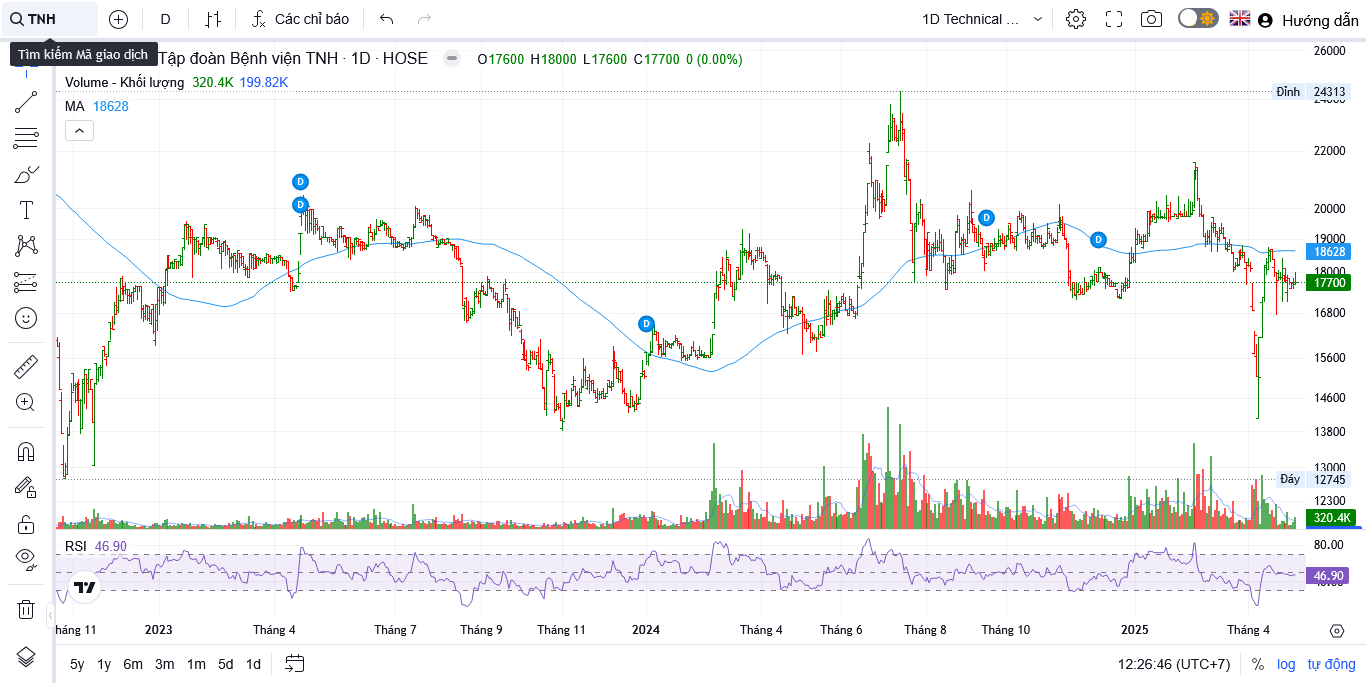 TNH D Các chỉ báo 1D Technical ... Hướng dẫn
Tìm kiếm Mã giao dịch
Tập đoàn Bệnh viện TNH · 1D · HOSE O17600 H18000 L17600 C17700 0 (0.00%)
Volume - Khối lượng 320.4K 199.82K
MA 18628
26000
Đỉnh 24313
24000
22000
20000
19000
18628
18000
17700
16800
15600
14600
13800
13000
Đáy 12745
12300
320.4K
D
D
D
D
D
RSI 46.90
80.00
46.90
háng 11 2023 Tháng 4 Tháng 7 Tháng 9 Tháng 11 2024 Tháng 4 Tháng 6 Tháng 8 Tháng 10 2025 Tháng 4
5y 1y 6m 3m 1m 5d 1d 12:26:46 (UTC+7) % log tự động